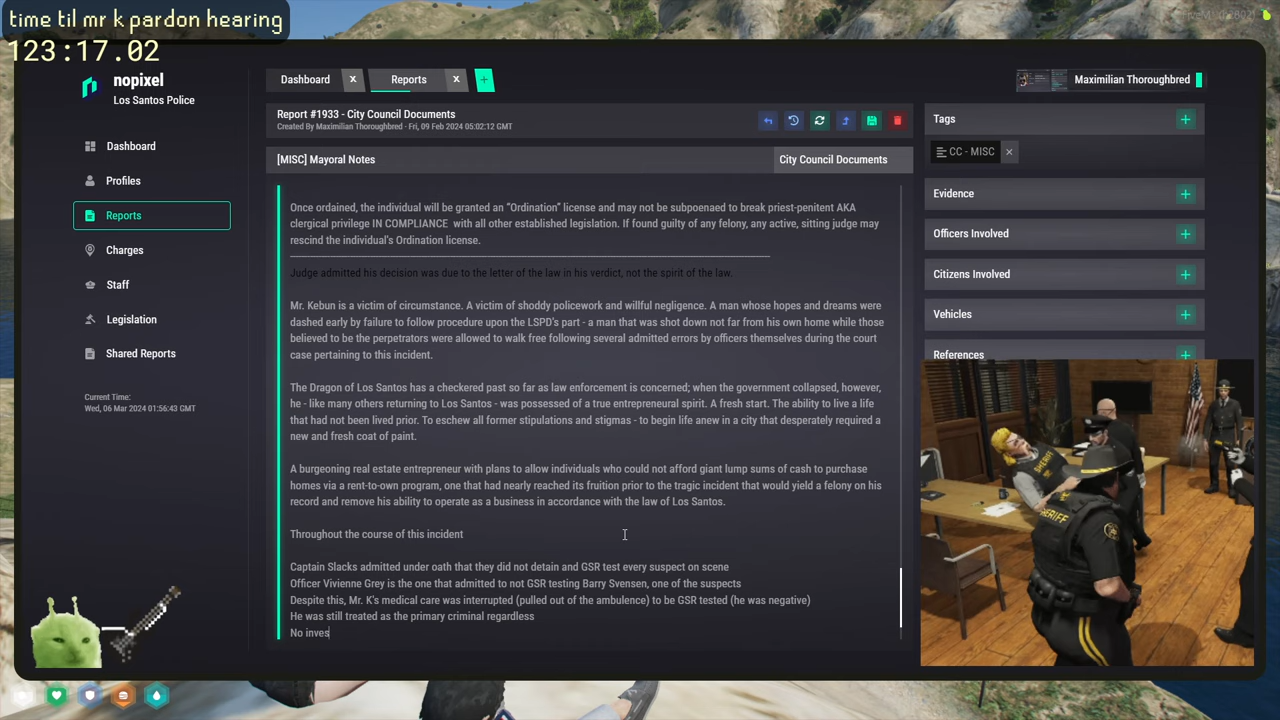 time til mr k pardon hearing
123:17.02
nopixel
Los Santos Police
Dashboard
Profiles
Reports
Charges
Staff
Legislation
Shared Reports
Current Time:
Wed, 06 Mar 2024 01:56:43 GMT
Dashboard x Reports x +
Maximilian Thoroughbred
Report #1933 - City Council Documents
Created By Maximilian Thoroughbred · Fri, 09 Feb 2024 05:02:12 GMT
[MISC] Mayoral Notes
City Council Documents
Once ordained, the individual will be granted an “Ordination” license and may not be subpoenaed to break priest-penitent AKA
clergical privilege IN COMPLIANCE with all other established legislation. If found guilty of any felony, any active, sitting judge may
rescind the individual's Ordination license.
Judge admitted his decision was due to the letter of the law in his verdict, not the spirit of the law.
Mr. Kebun is a victim of circumstance. A victim of shoddy policework and willful negligence. A man whose hopes and dreams were
dashed early by failure to follow procedure upon the LSPD's part - a man that was shot down not far from his own home while those
believed to be the perpetrators were allowed to walk free following several admitted errors by officers themselves during the court
case pertaining to this incident.
The Dragon of Los Santos has a checkered past so far as law enforcement is concerned; when the government collapsed, however,
he - like many others returning to Los Santos - was possessed of a true entrepreneural spirit. A fresh start. The ability to live a life
that had not been lived prior. To eschew all former stipulations and stigmas - to begin life anew in a city that desperately required a
new and fresh coat of paint.
A burgeoning real estate entrepreneur with plans to allow individuals who could not afford giant lump sums of cash to purchase
homes via a rent-to-own program, one that had nearly reached its fruition prior to the tragic incident that would yield a felony on his
record and remove his ability to operate as a business in accordance with the law of Los Santos.
Throughout the course of this incident
Captain Slacks admitted under oath that they did not detain and GSR test every suspect on scene
Officer Vivienne Grey is the one that admitted to not GSR testing Barry Svensen, one of the suspects
Despite this, Mr. K's medical care was interrupted (pulled out of the ambulence) to be GSR tested (he was negative)
He was still treated as the primary criminal regardless
No inves
Tags
CC - MISC x
Evidence
Officers Involved
Citizens Involved
Vehicles
References
SHERIFF
SHERIFF